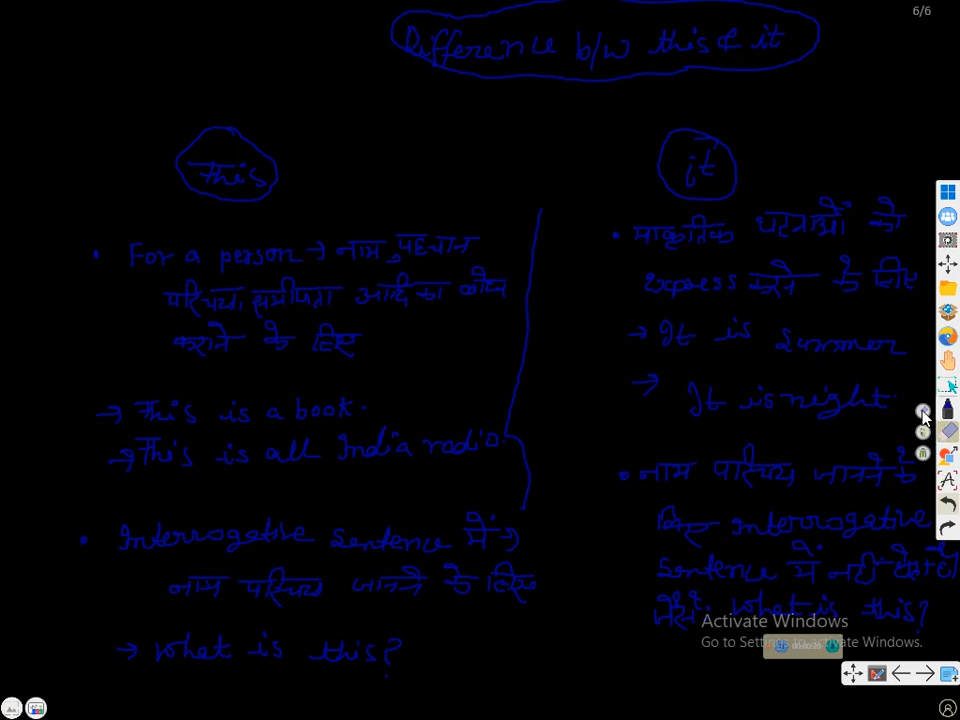 6/6
Difference b/w this & it
This
• For a person → नाम, पहचान
परिचय, समीपता आदि का बोध
कराने के लिए
→ This is a book.
→ This is all India radio.
• Interrogative sentence में →
नाम परिचय जानने के लिए
→ What is this?
it
• प्राकृतिक घटनाओं को
express करने के लिए
→ It is summer
→ It is night.
• नाम परिचय जानने के
लिए interrogative
sentence में नहीं
What is this?
Activate Windows
Go to Settings to activate Windows.